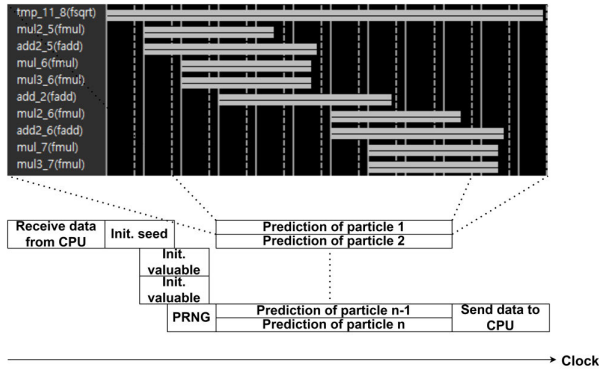 tmp_11_8(fsqrt)
mul2_5(fmul)
add2_5(fadd)
mul_6(fmul)
mul3_6(fmul)
add_2(fadd)
mul2_6(fmul)
add2_6(fadd)
mul_7(fmul)
mul3_7(fmul)
Receive data
from CPU
Init. seed
Prediction of particle 1
Prediction of particle 2
Init.
valuable
Init.
valuable
PRNG
Prediction of particle n-1
Prediction of particle n
Send data to
CPU
Clock